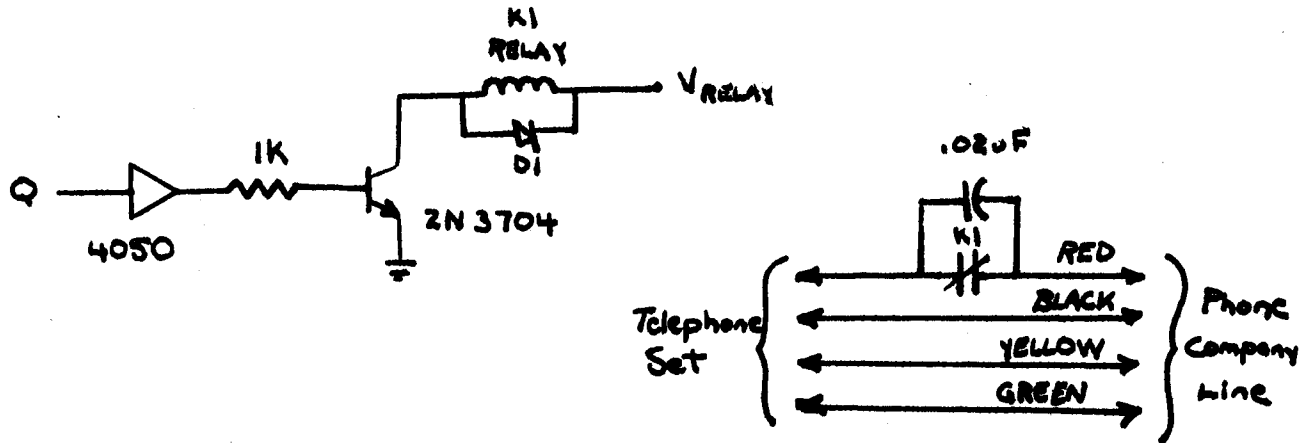 K1
RELAY
VRELAY
D1
1K
Q
4050
2N3704
.02uF
K1
RED
BLACK
YELLOW
GREEN
Telephone
Set
Phone
Company
Line